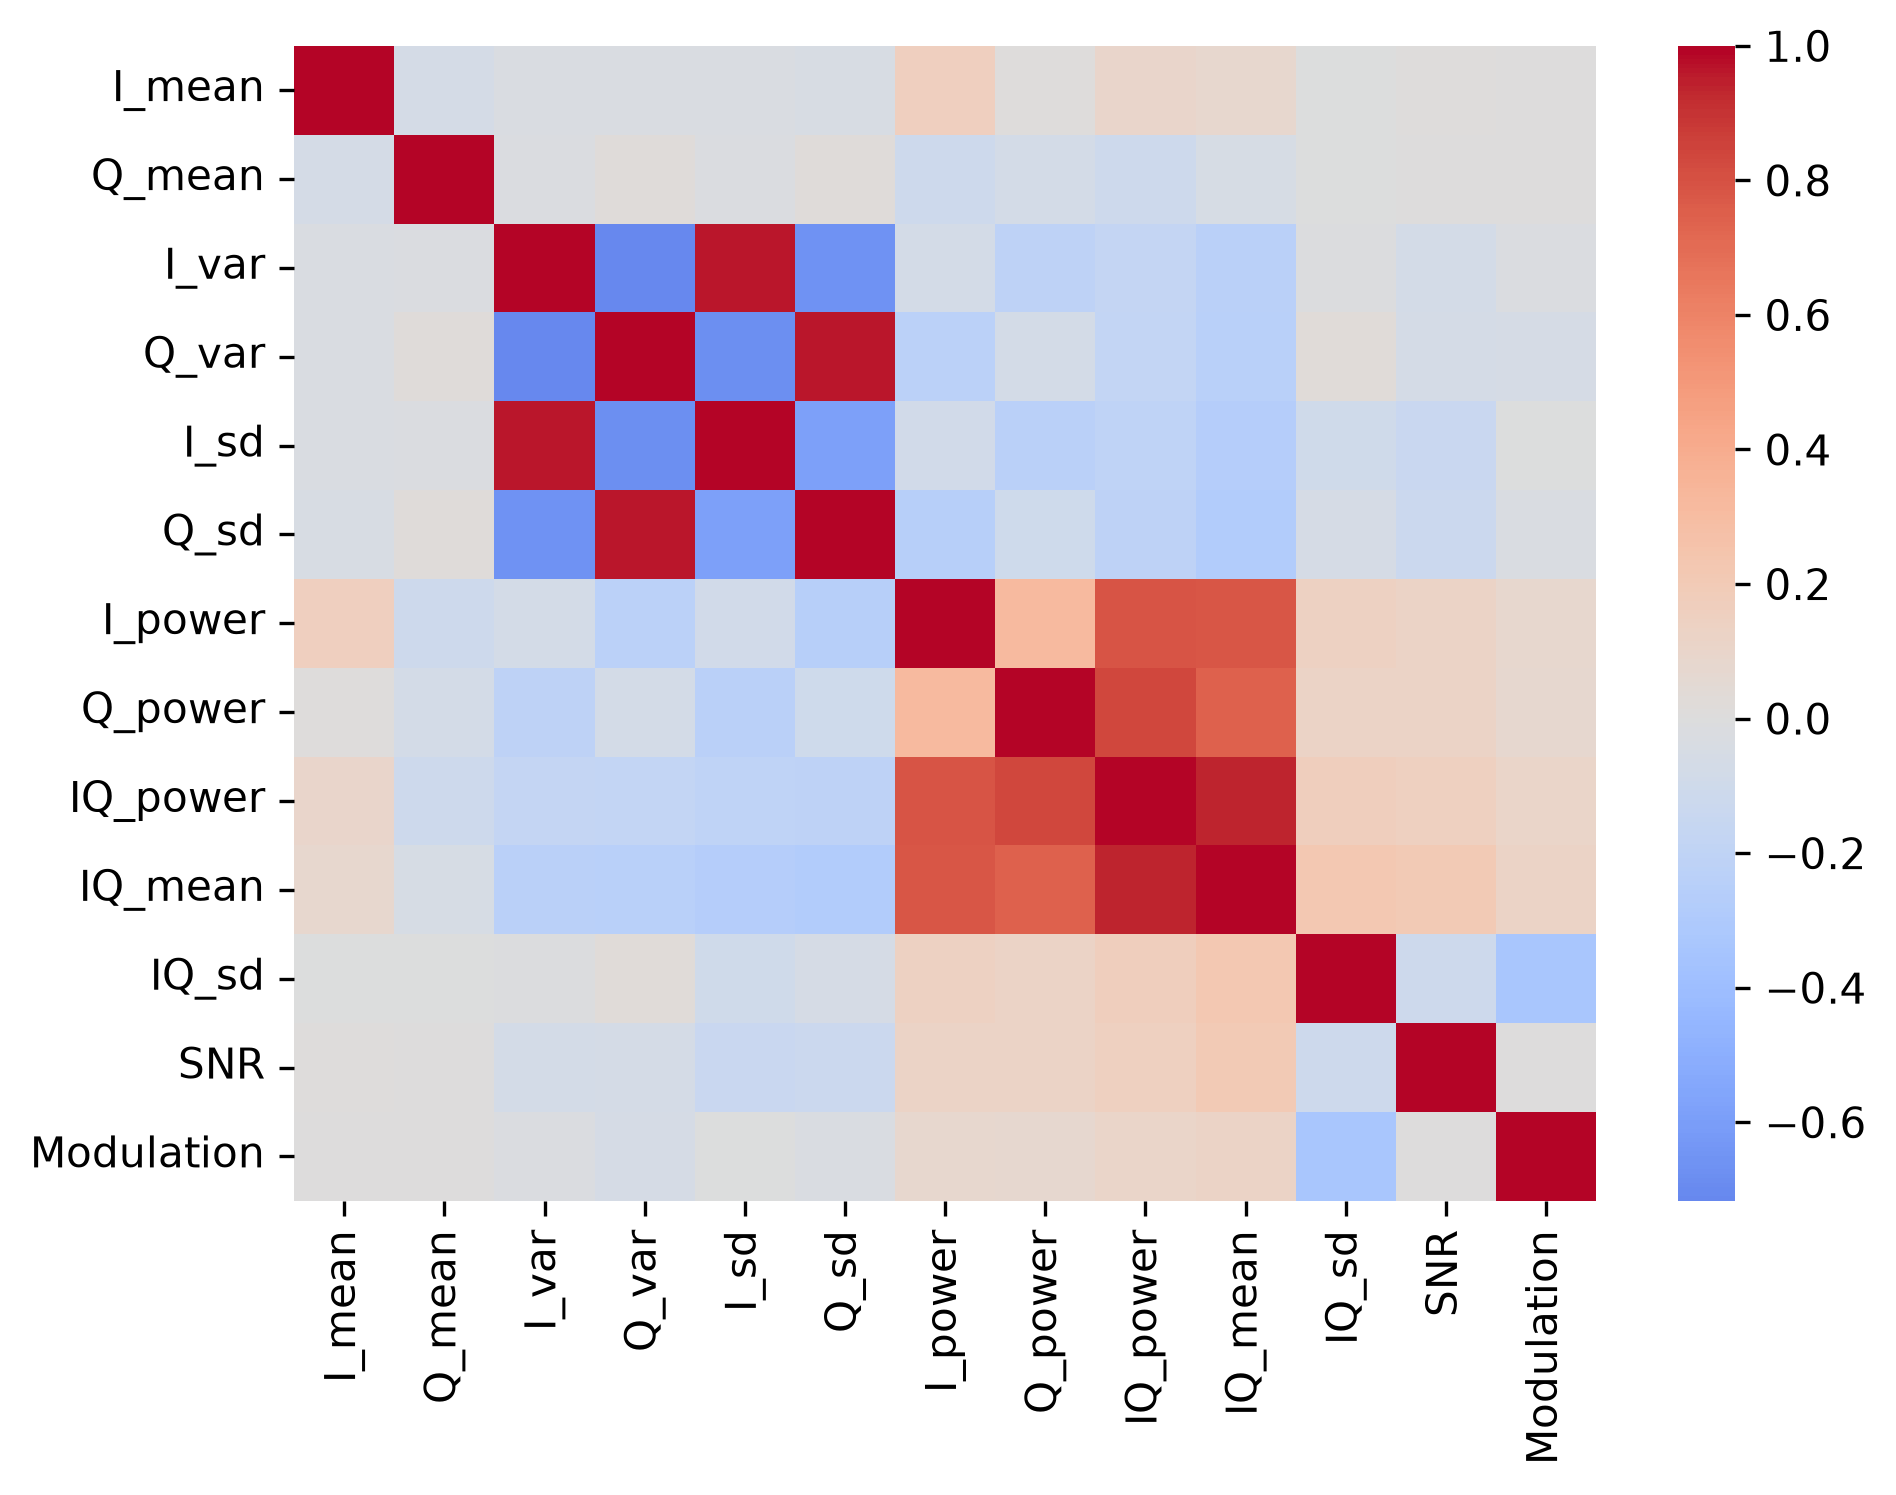 I_mean
Q_mean
I_var
Q_var
I_sd
Q_sd
I_power
Q_power
IQ_power
IQ_mean
IQ_sd
SNR
Modulation
I_mean
Q_mean
I_var
Q_var
I_sd
Q_sd
I_power
Q_power
IQ_power
IQ_mean
IQ_sd
SNR
Modulation
1.0
0.8
0.6
0.4
0.2
0.0
−0.2
−0.4
−0.6